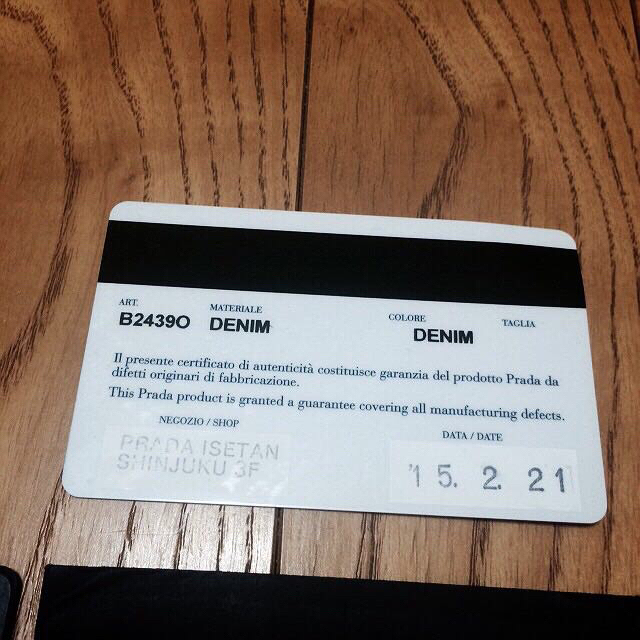 ART.
B2439O
MATERIALE
DENIM
COLORE
DENIM
TAGLIA
Il presente certificato di autenticità costituisce garanzia del prodotto Prada da
difetti originari di fabbricazione.
This Prada product is granted a guarantee covering all manufacturing defects.
NEGOZIO / SHOP
PRADA ISETAN
SHINJUKU 3F
DATA / DATE
'15. 2. 21